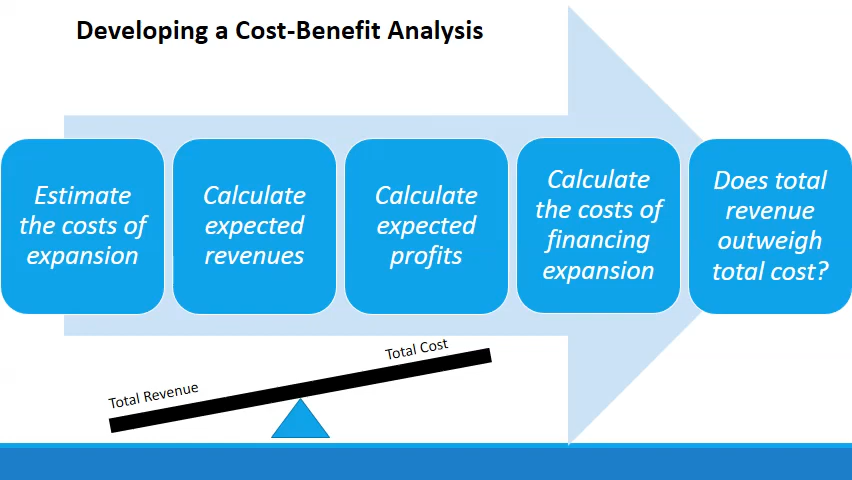 Developing a Cost-Benefit Analysis
Estimate
the costs of
expansion
Calculate
expected
revenues
Calculate
expected
profits
Calculate
the costs of
financing
expansion
Does total
revenue
outweigh
total cost?
Total Revenue
Total Cost